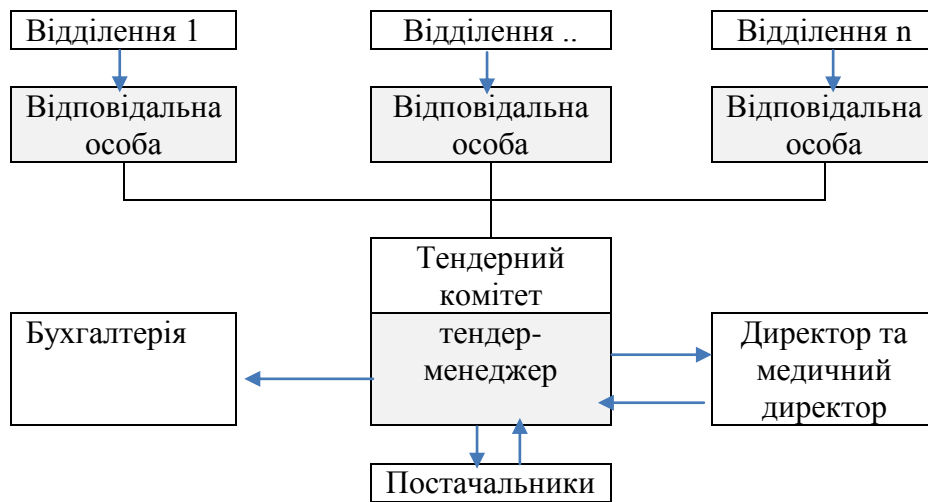 Відділення 1
Відділення ..
Відділення n
Відповідальна
особа
Відповідальна
особа
Відповідальна
особа
Тендерний
комітет
Бухгалтерія
тендер-
менеджер
Директор та
медичний
директор
Постачальники